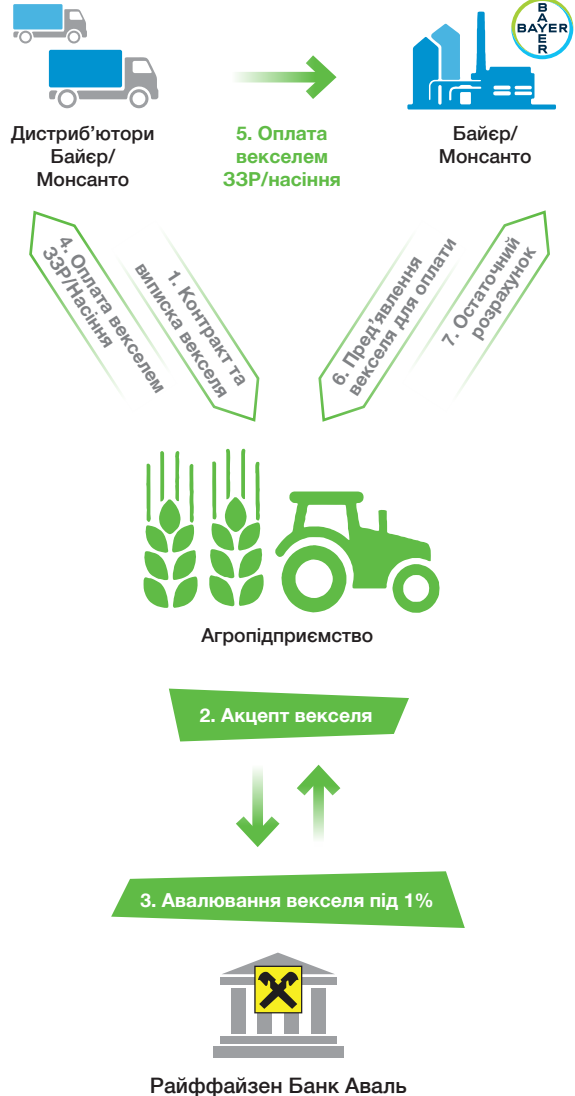 BAYER
BAYER
Дистриб’ютори
Байєр/
Монсанто
5. Оплата
векселем
ЗЗР/насіння
Байєр/
Монсанто
4. Оплата векселем
ЗЗР/Насіння
1. Контракт та
виписка векселя
6. Пред’явлення
векселя для оплати
7. Остаточний
розрахунок
Агропідприємство
2. Акцепт векселя
3. Авалювання векселя під 1%
Райффайзен Банк Аваль